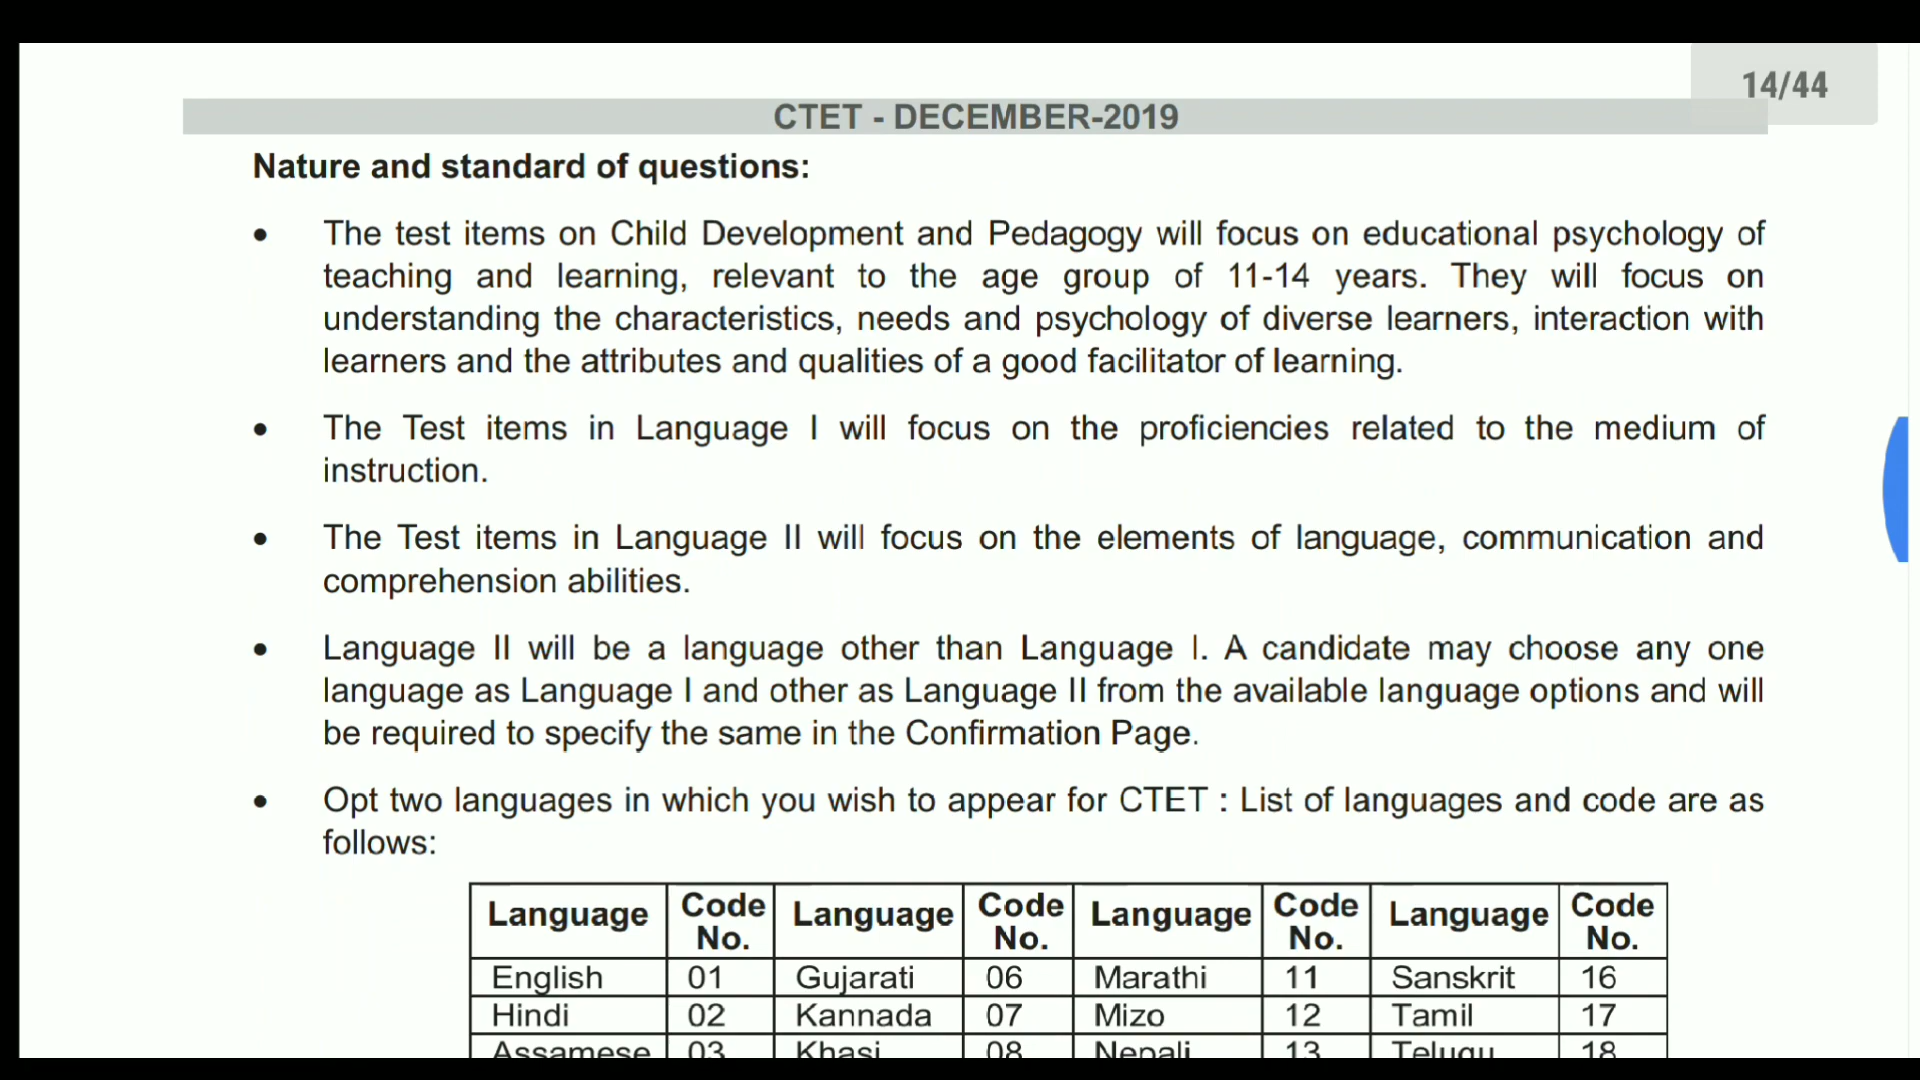 14/44
CTET - DECEMBER-2019
Nature and standard of questions:
• The test items on Child Development and Pedagogy will focus on educational psychology of
teaching and learning, relevant to the age group of 11-14 years. They will focus on
understanding the characteristics, needs and psychology of diverse learners, interaction with
learners and the attributes and qualities of a good facilitator of learning.
• The Test items in Language I will focus on the proficiencies related to the medium of
instruction.
• The Test items in Language II will focus on the elements of language, communication and
comprehension abilities.
• Language II will be a language other than Language I. A candidate may choose any one
language as Language I and other as Language II from the available language options and will
be required to specify the same in the Confirmation Page.
• Opt two languages in which you wish to appear for CTET : List of languages and code are as
follows:
Language Code No. Language Code No. Language Code No. Language Code No.
English 01 Gujarati 06 Marathi 11 Sanskrit 16
Hindi 02 Kannada 07 Mizo 12 Tamil 17
Assamese 03 Khasi 08 Nepali 13 Telugu 18